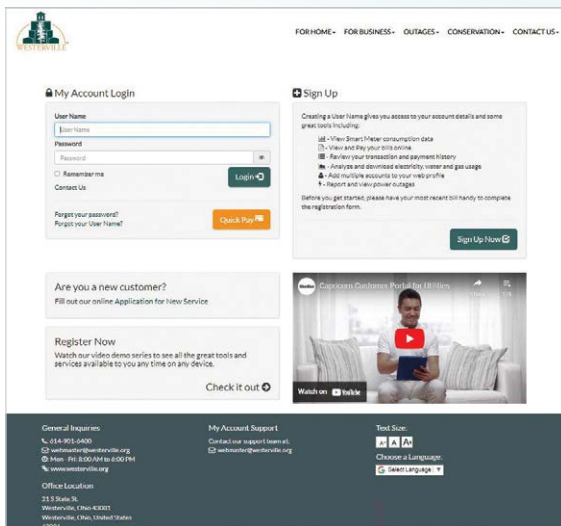 WESTERVILLE
FOR HOME FOR BUSINESS OUTAGES CONSERVATION CONTACT US
My Account Login
User Name
User Name
Password
Password
Remember me
Login
Contact Us
Forgot your password?
Forgot your User Name?
Quick Pay
Sign Up
Creating a User Name gives you access to your account details and some
great tools including:
- View Smart Meter consumption data
- View and Pay your bills online
- Review your transaction and payment history
- Analyze and download electricity, water and gas usage
- Add multiple accounts to your web profile
- Report and view power outages
Before you get started, please have your most recent bill handy to complete
the registration form.
Sign Up Now
Are you a new customer?
Fill out our online Application for New Service
Register Now
Watch our video demo series to see all the great tools and
services available to you any time on any device.
Check it out
Capricorn Customer Portal for Utilities
Watch on YouTube
General Inquiries
614-901-6400
webmaster@westerville.org
Mon - Fri: 8:00 AM to 6:00 PM
www.westerville.org
Office Location
Westerville, Ohio 43081
Westerville, Ohio, United States
My Account Support
Contact our support team at:
webmaster@westerville.org
Text Size:
A- A A+
Choose a Language:
G Select Language ▼